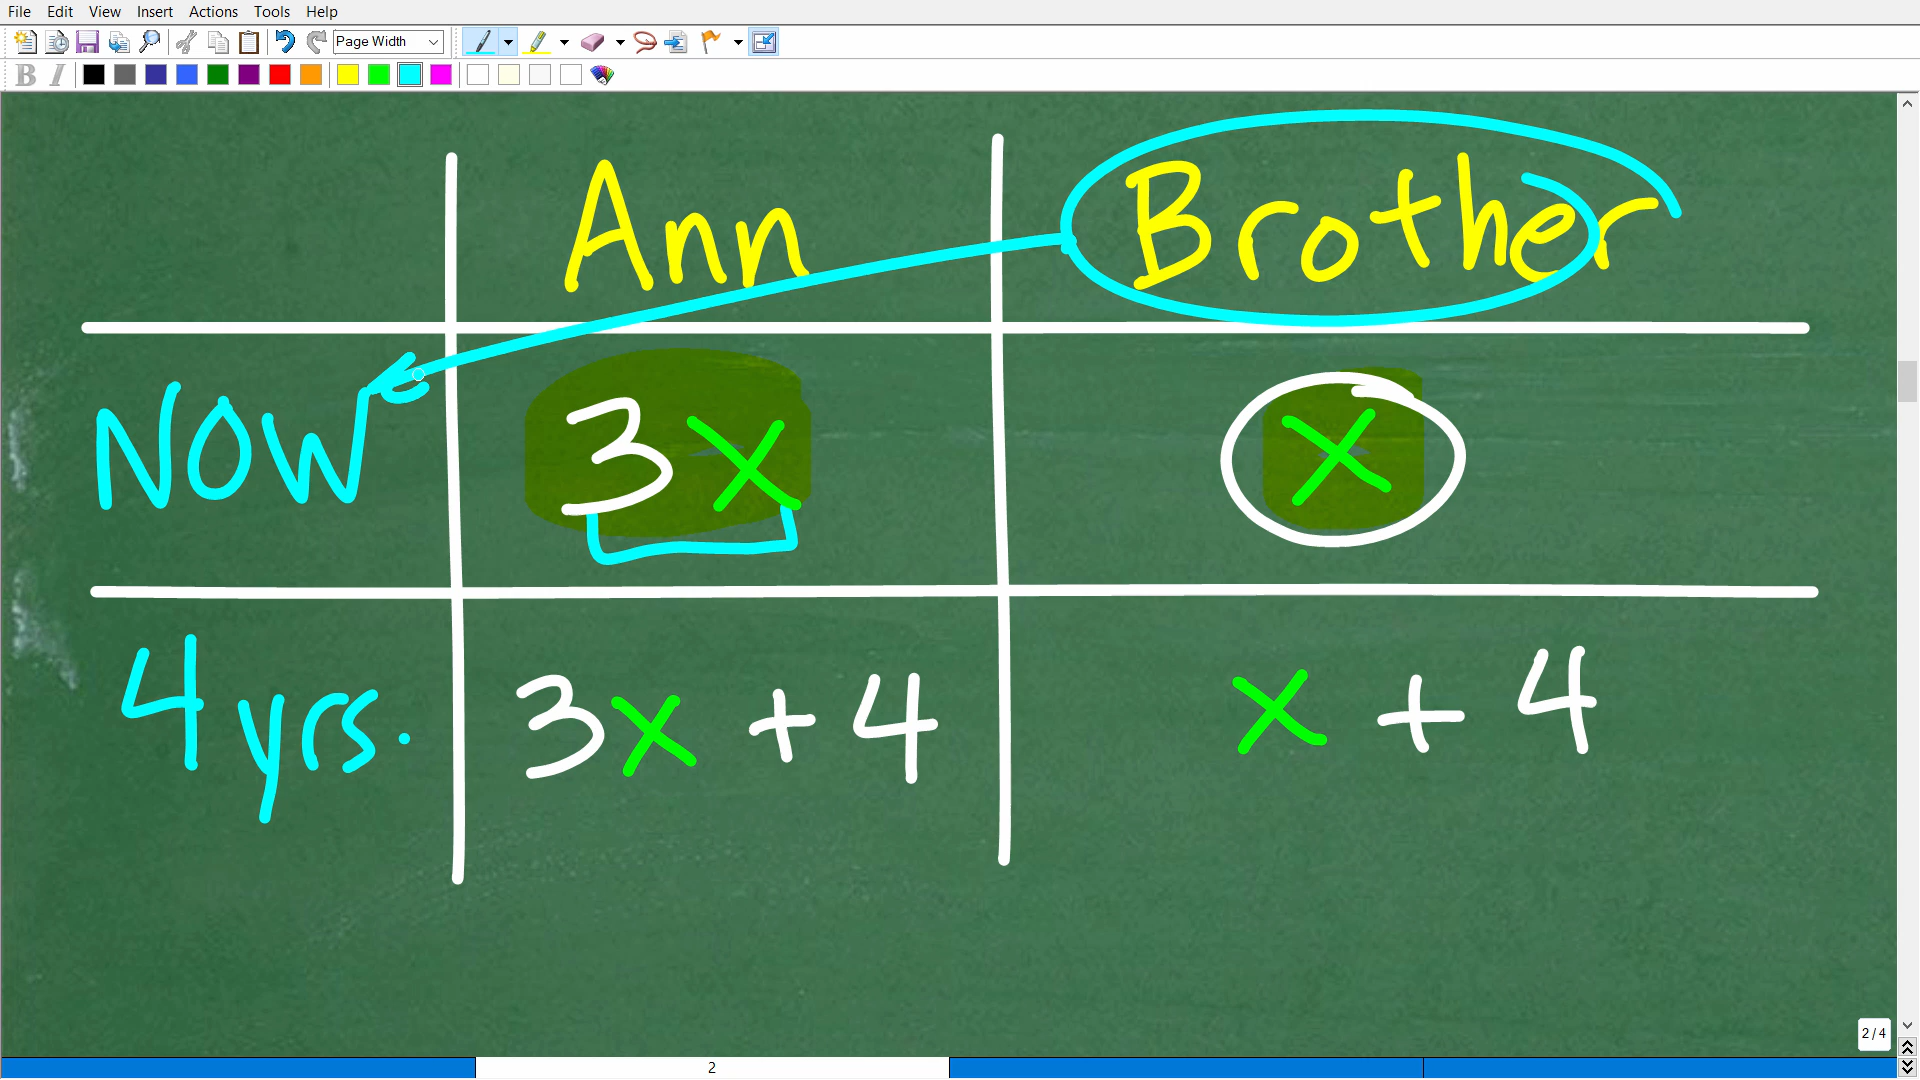 File Edit View Insert Actions Tools Help
Page Width
B I
Ann Brother
NOW 3x x
4 yrs. 3x + 4 x + 4
2 / 4
2